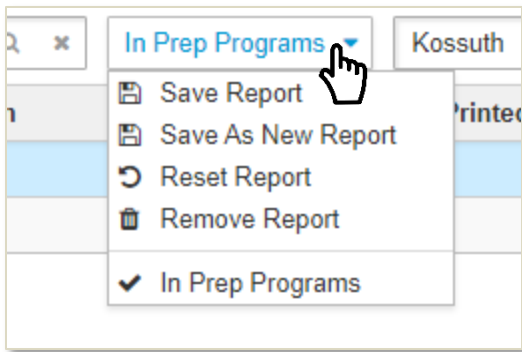 In Prep Programs
Kossuth
Save Report
Save As New Report
Reset Report
Remove Report
In Prep Programs